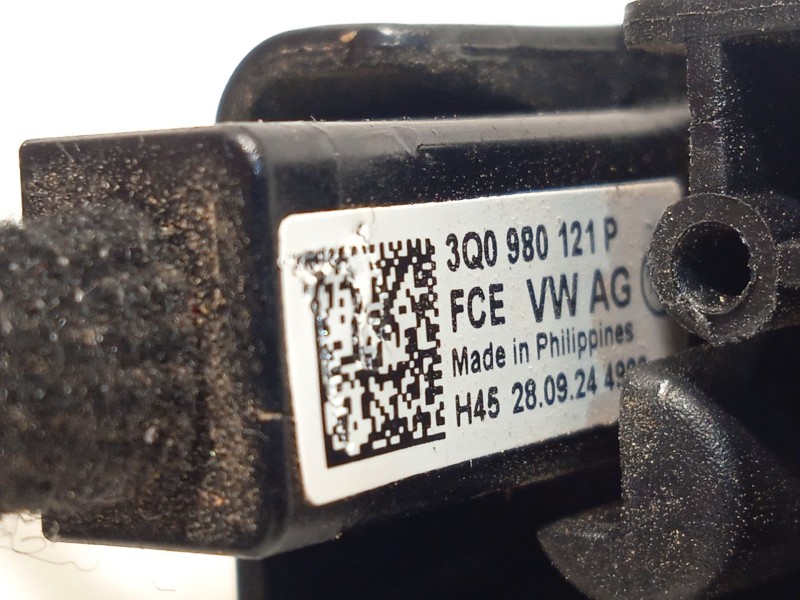 3Q0 980 121 P
FCE VW AG
Made in Philippines
H45 28.09.24